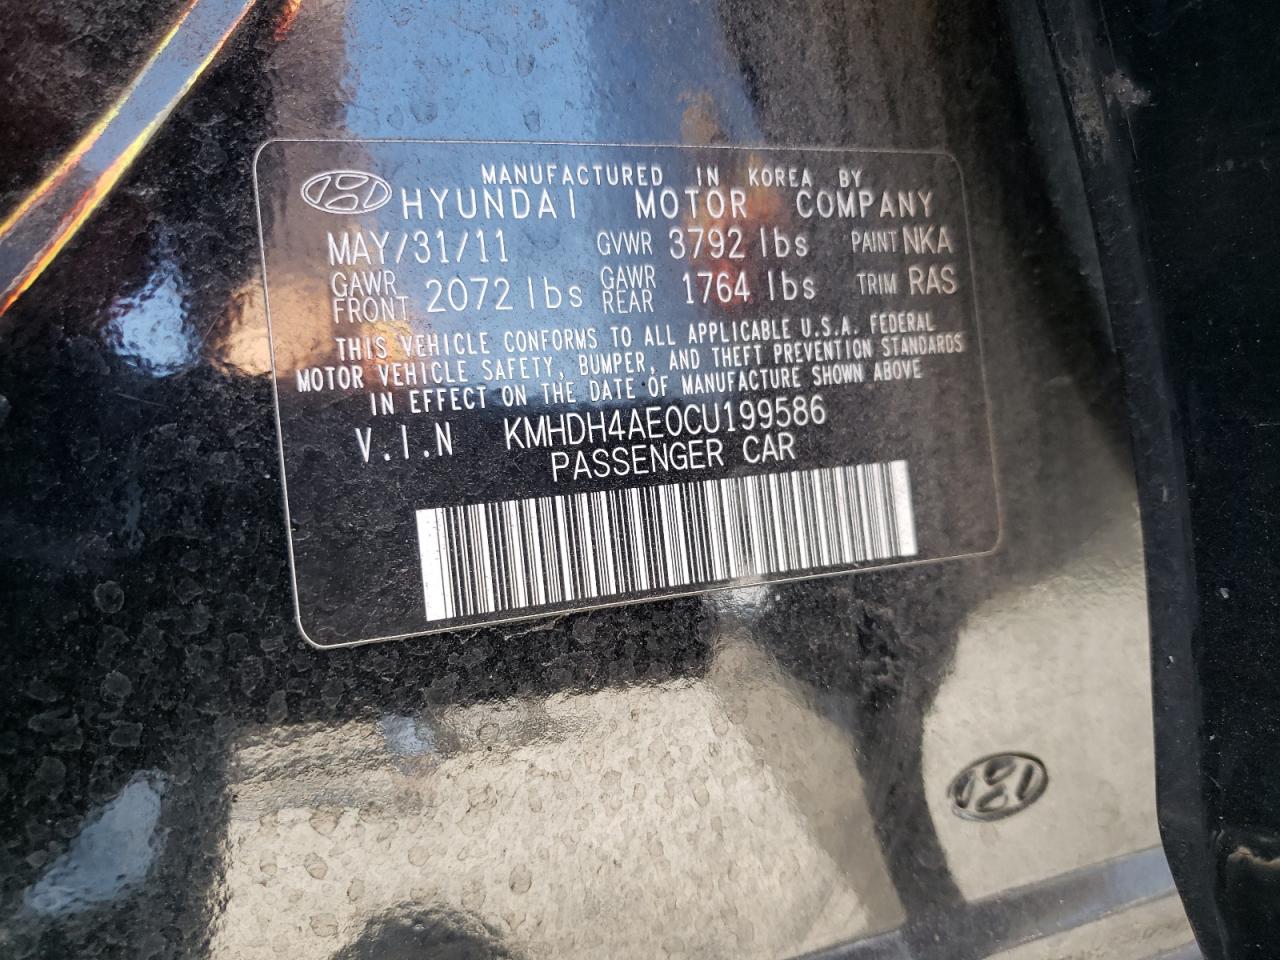 MANUFACTURED IN KOREA BY
HYUNDAI MOTOR COMPANY
MAY/31/11 GVWR 3792 lbs PAINT NKA
GAWR FRONT 2072 lbs GAWR REAR 1764 lbs TRIM RAS
THIS VEHICLE CONFORMS TO ALL APPLICABLE U.S.A. FEDERAL
MOTOR VEHICLE SAFETY, BUMPER, AND THEFT PREVENTION STANDARDS
IN EFFECT ON THE DATE OF MANUFACTURE SHOWN ABOVE
V.I.N KMHDH4AE0CU199586
PASSENGER CAR